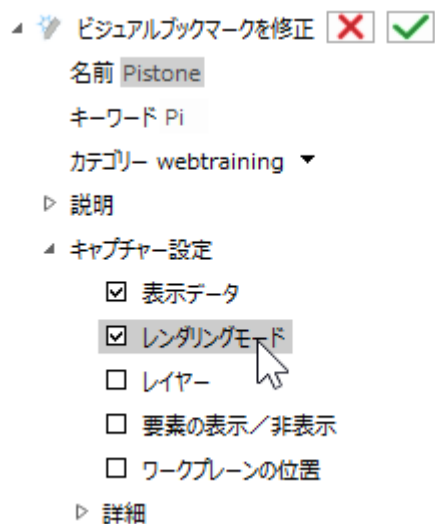 ビジュアルブックマークを修正
名前 Pistone
キーワード Pi
カテゴリー webtraining
説明
キャプチャー設定
表示データ
レンダリングモード
レイヤー
要素の表示／非表示
ワークプレーンの位置
詳細